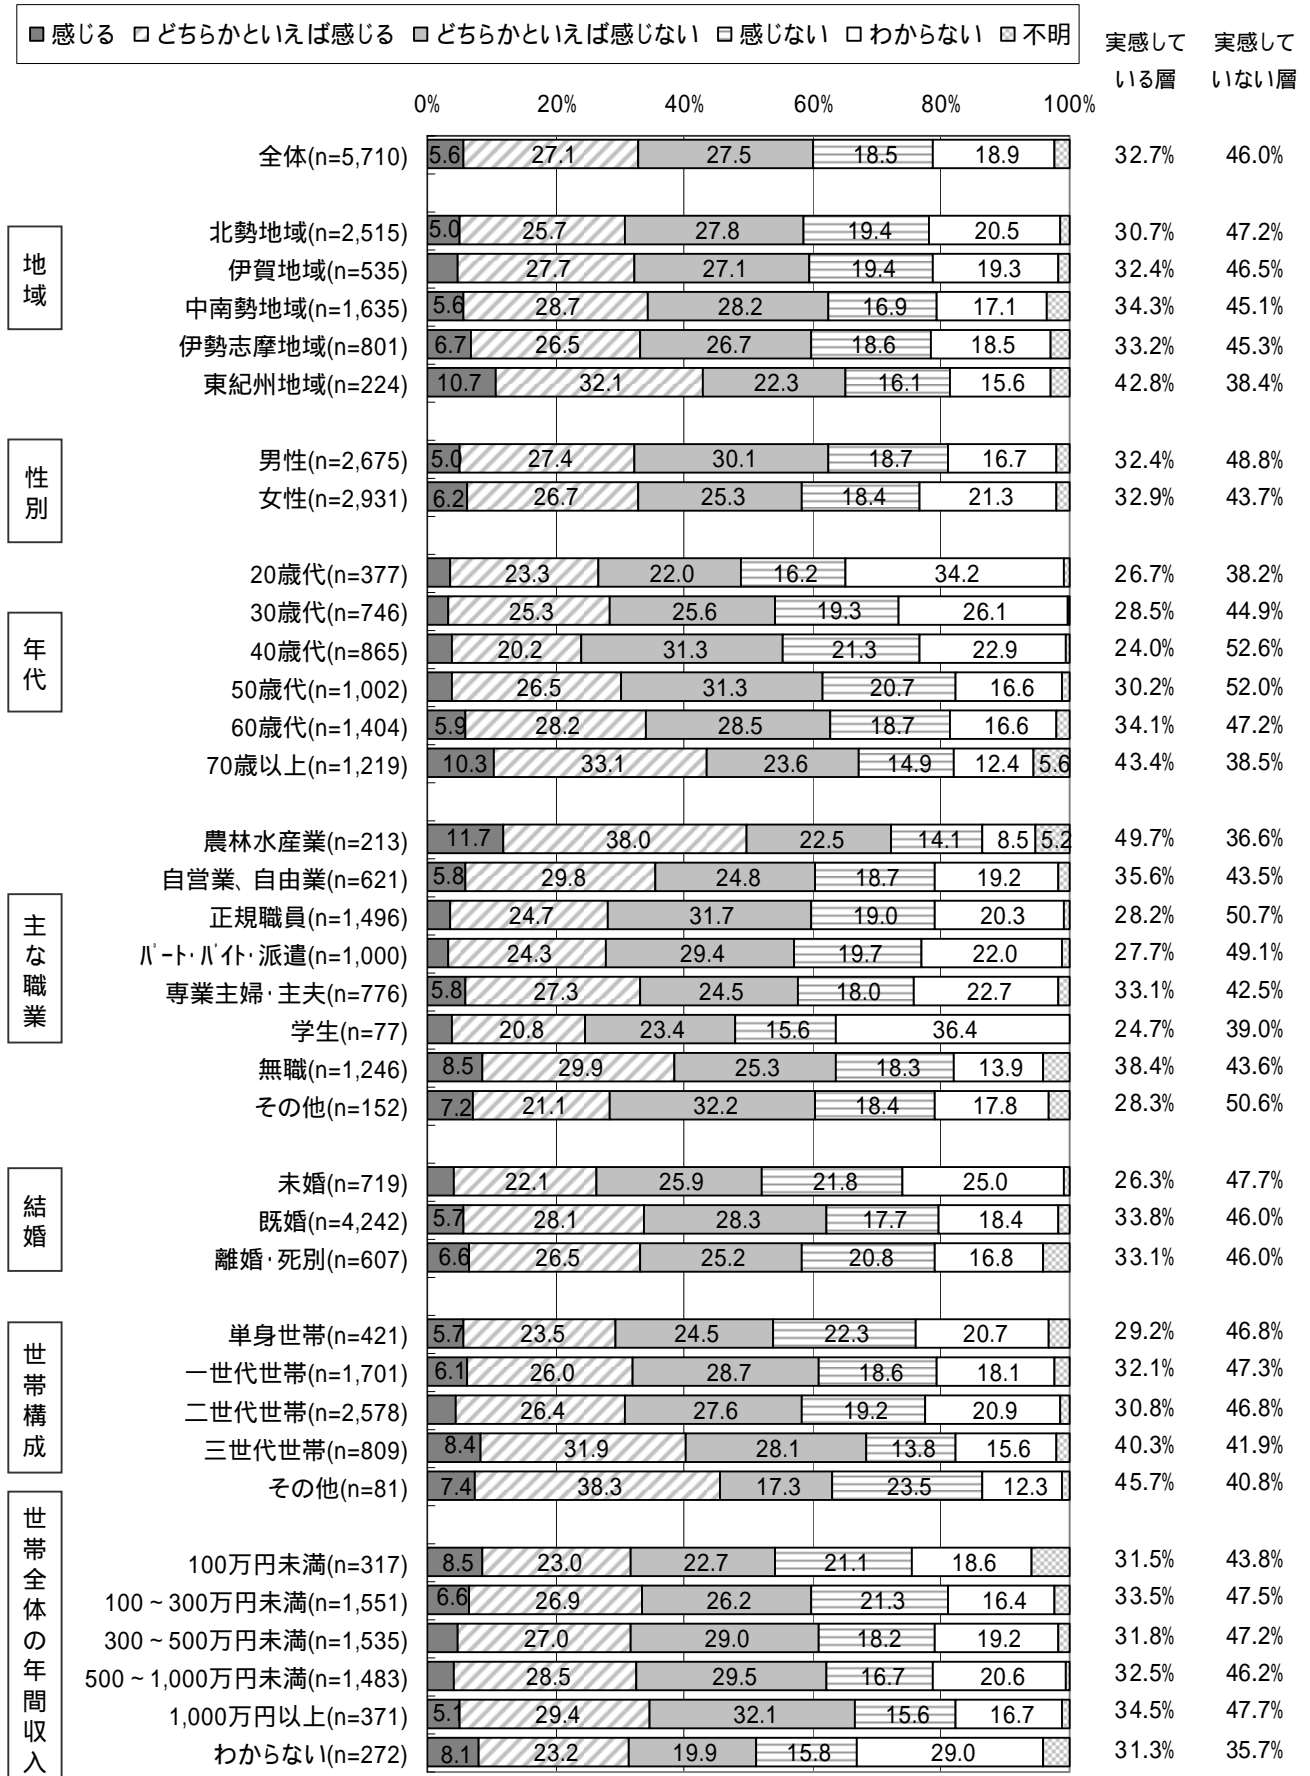 感じる どちらかといえば感じる どちらかといえば感じない 感じない わからない 不明
実感して いる層
実感して いない層
0% 20% 40% 60% 80% 100%
全体(n=5,710) 5.6 27.1 27.5 18.5 18.9 32.7% 46.0%
地域
北勢地域(n=2,515) 5.0 25.7 27.8 19.4 20.5 30.7% 47.2%
伊賀地域(n=535) 27.7 27.1 19.4 19.3 32.4% 46.5%
中南勢地域(n=1,635) 5.6 28.7 28.2 16.9 17.1 34.3% 45.1%
伊勢志摩地域(n=801) 6.7 26.5 26.7 18.6 18.5 33.2% 45.3%
東紀州地域(n=224) 10.7 32.1 22.3 16.1 15.6 42.8% 38.4%
性別
男性(n=2,675) 5.0 27.4 30.1 18.7 16.7 32.4% 48.8%
女性(n=2,931) 6.2 26.7 25.3 18.4 21.3 32.9% 43.7%
年代
20歳代(n=377) 23.3 22.0 16.2 34.2 26.7% 38.2%
30歳代(n=746) 25.3 25.6 19.3 26.1 28.5% 44.9%
40歳代(n=865) 20.2 31.3 21.3 22.9 24.0% 52.6%
50歳代(n=1,002) 26.5 31.3 20.7 16.6 30.2% 52.0%
60歳代(n=1,404) 5.9 28.2 28.5 18.7 16.6 34.1% 47.2%
70歳以上(n=1,219) 10.3 33.1 23.6 14.9 12.4 5.6 43.4% 38.5%
主な職業
農林水産業(n=213) 11.7 38.0 22.5 14.1 8.5 5.2 49.7% 36.6%
自営業、自由業(n=621) 5.8 29.8 24.8 18.7 19.2 35.6% 43.5%
正規職員(n=1,496) 24.7 31.7 19.0 20.3 28.2% 50.7%
ﾊﾟｰﾄ･ﾊﾞｲﾄ･派遣(n=1,000) 24.3 29.4 19.7 22.0 27.7% 49.1%
専業主婦･主夫(n=776) 5.8 27.3 24.5 18.0 22.7 33.1% 42.5%
学生(n=77) 20.8 23.4 15.6 36.4 24.7% 39.0%
無職(n=1,246) 8.5 29.9 25.3 18.3 13.9 38.4% 43.6%
その他(n=152) 7.2 21.1 32.2 18.4 17.8 28.3% 50.6%
結婚
未婚(n=719) 22.1 25.9 21.8 25.0 26.3% 47.7%
既婚(n=4,242) 5.7 28.1 28.3 17.7 18.4 33.8% 46.0%
離婚･死別(n=607) 6.6 26.5 25.2 20.8 16.8 33.1% 46.0%
世帯構成
単身世帯(n=421) 5.7 23.5 24.5 22.3 20.7 29.2% 46.8%
一世代世帯(n=1,701) 6.1 26.0 28.7 18.6 18.1 32.1% 47.3%
二世代世帯(n=2,578) 26.4 27.6 19.2 20.9 30.8% 46.8%
三世代世帯(n=809) 8.4 31.9 28.1 13.8 15.6 40.3% 41.9%
その他(n=81) 7.4 38.3 17.3 23.5 12.3 45.7% 40.8%
世帯全体の年間収入
100万円未満(n=317) 8.5 23.0 22.7 21.1 18.6 31.5% 43.8%
100～300万円未満(n=1,551) 6.6 26.9 26.2 21.3 16.4 33.5% 47.5%
300～500万円未満(n=1,535) 27.0 29.0 18.2 19.2 31.8% 47.2%
500～1,000万円未満(n=1,483) 28.5 29.5 16.7 20.6 32.5% 46.2%
1,000万円以上(n=371) 5.1 29.4 32.1 15.6 16.7 34.5% 47.7%
わからない(n=272) 8.1 23.2 19.9 15.8 29.0 31.3% 35.7%